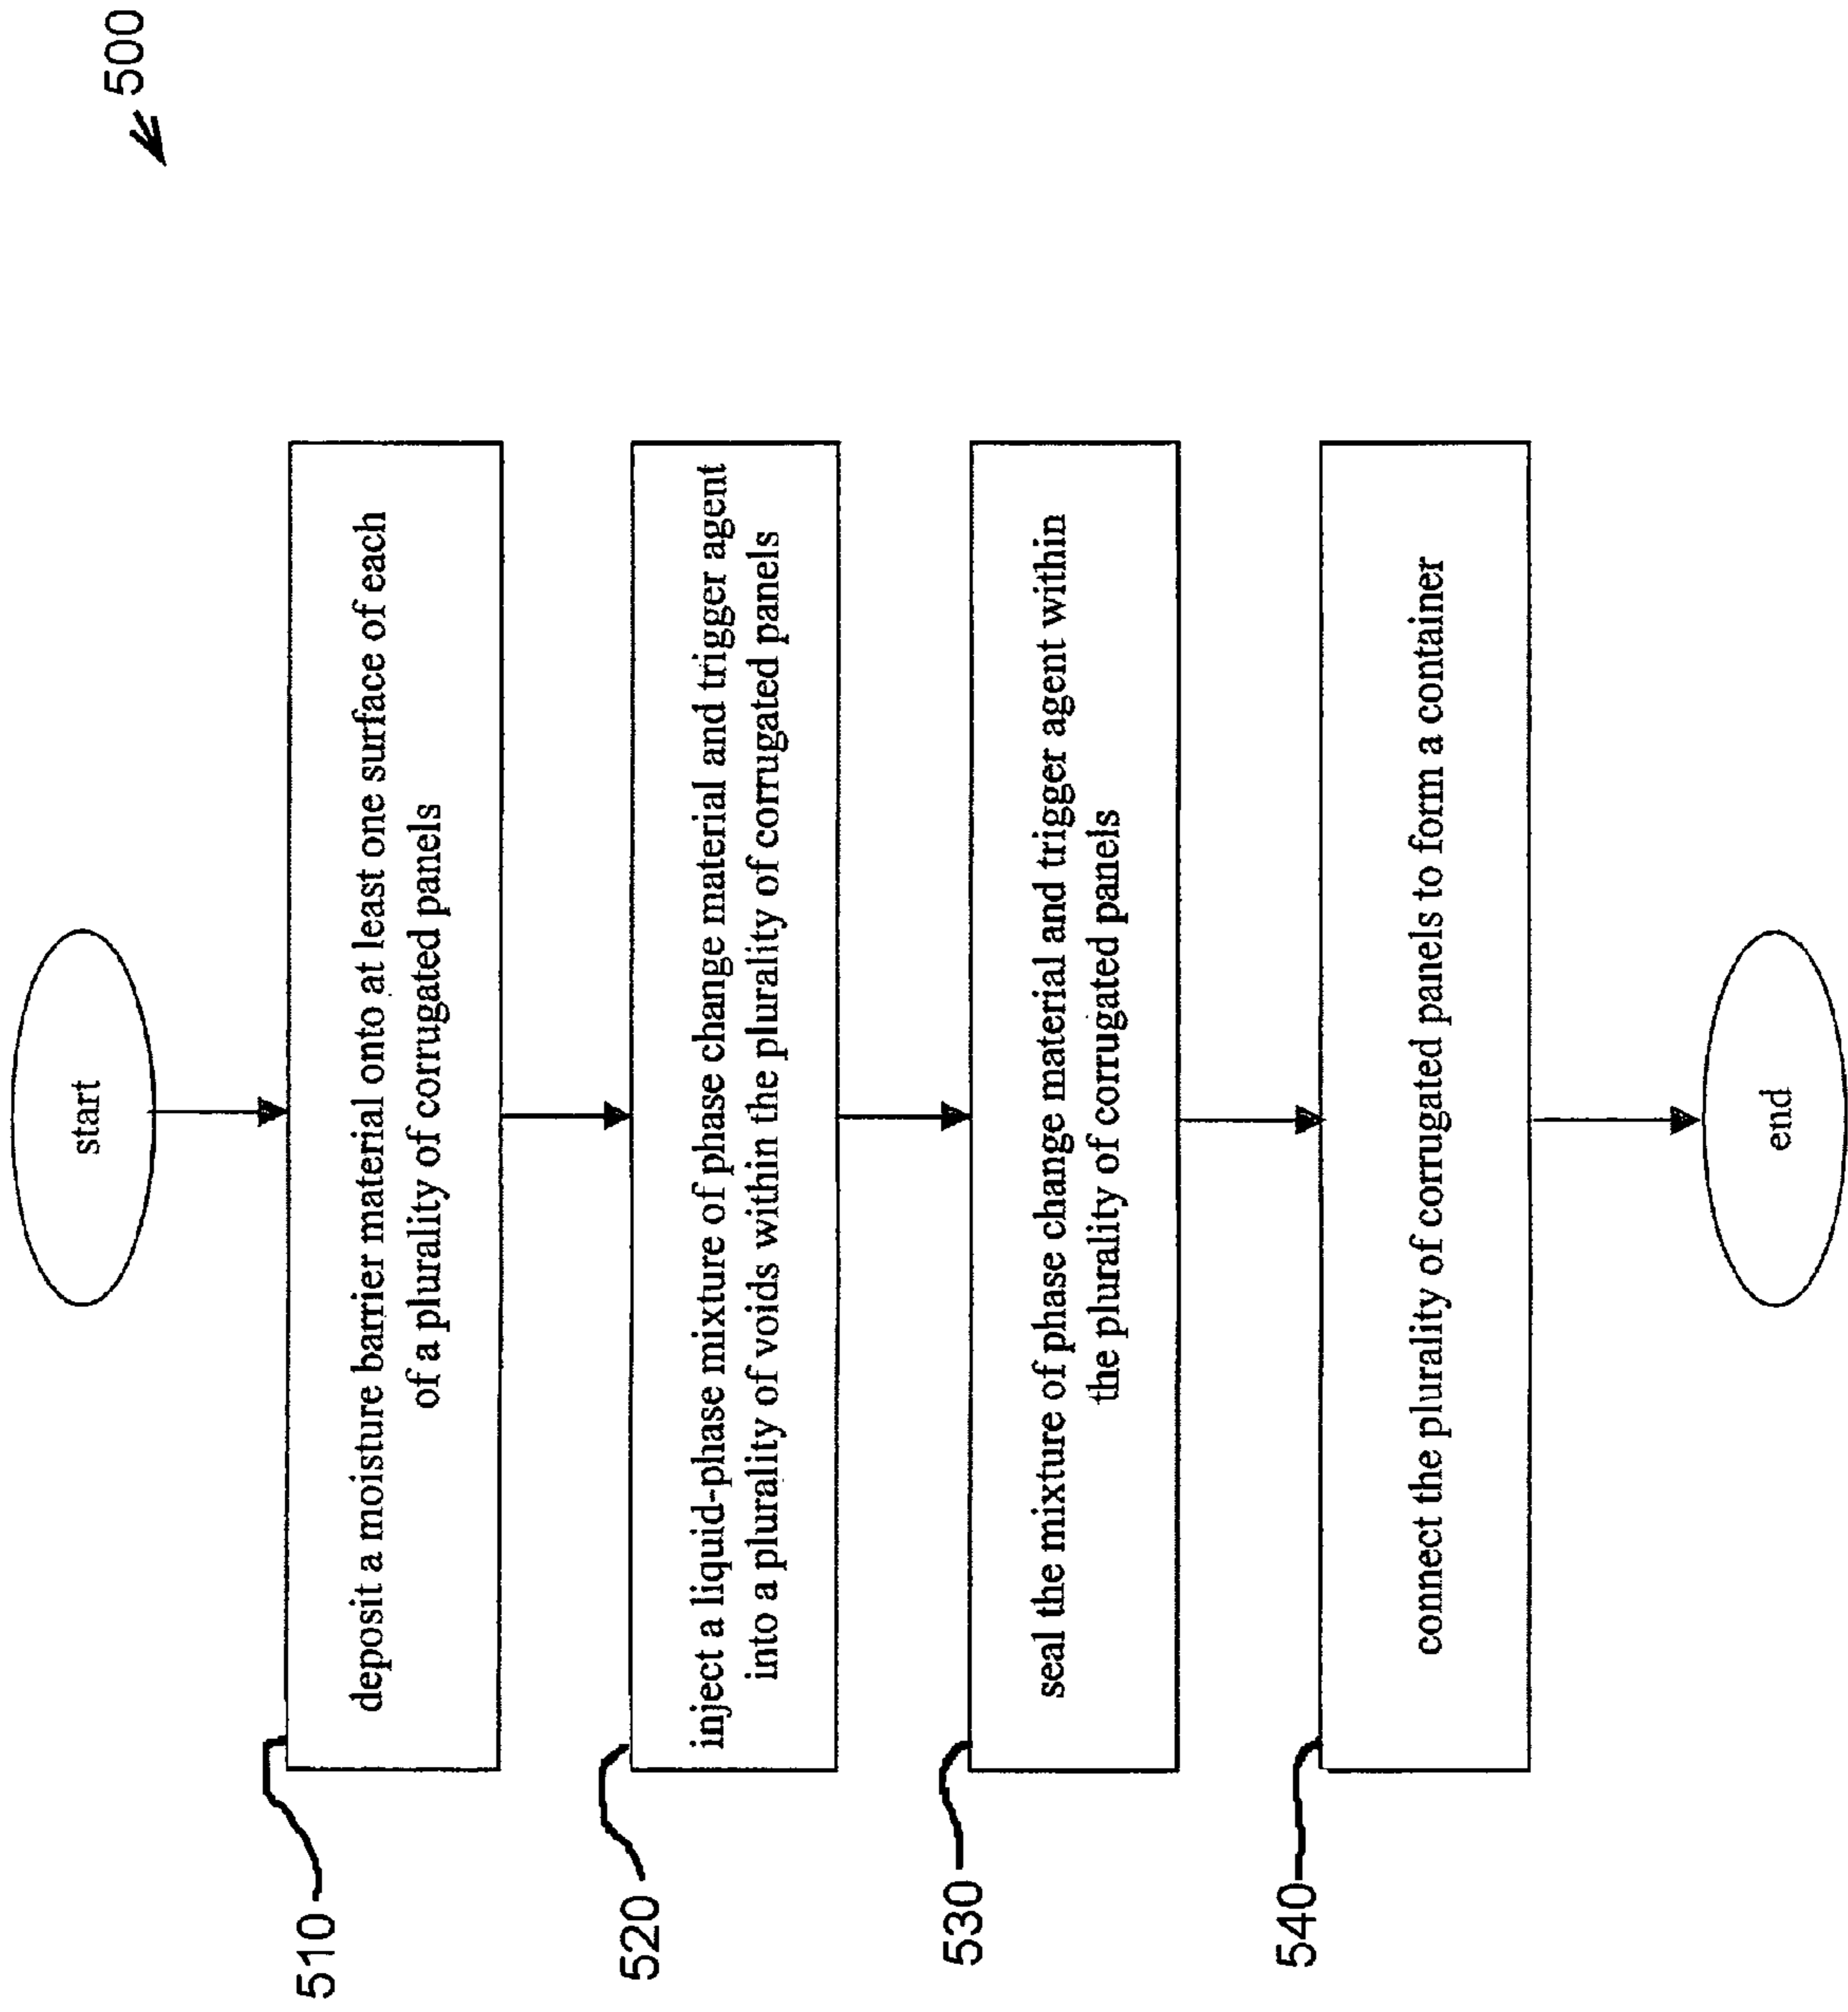 500
start
510
deposit a moisture barrier material onto at least one surface of each
of a plurality of corrugated panels
520
inject a liquid-phase mixture of phase change material and trigger agent
into a plurality of voids within the plurality of corrugated panels
530
seal the mixture of phase change material and trigger agent within
the plurality of corrugated panels
540
connect the plurality of corrugated panels to form a container
end